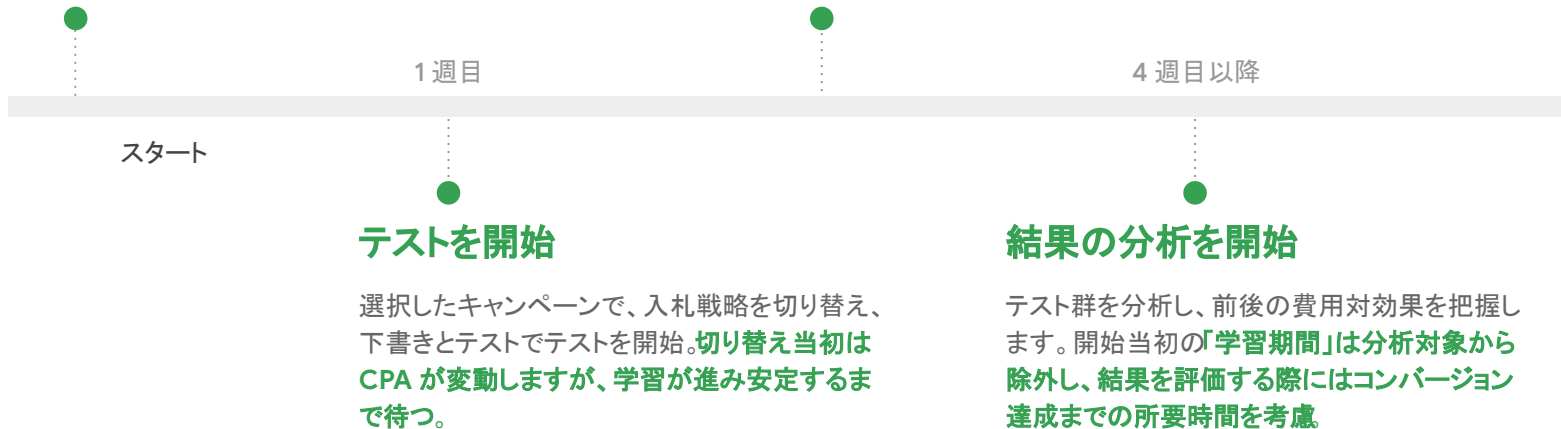 1 週目
4 週目以降
スタート
テストを開始
選択したキャンペーンで、入札戦略を切り替え、
下書きとテストでテストを開始。切り替え当初は
CPA が変動しますが、学習が進み安定するま
で待つ。
結果の分析を開始
テスト群を分析し、前後の費用対効果を把握し
ます。開始当初の「学習期間」は分析対象から
除外し、結果を評価する際にはコンバージョン
達成までの所要時間を考慮。